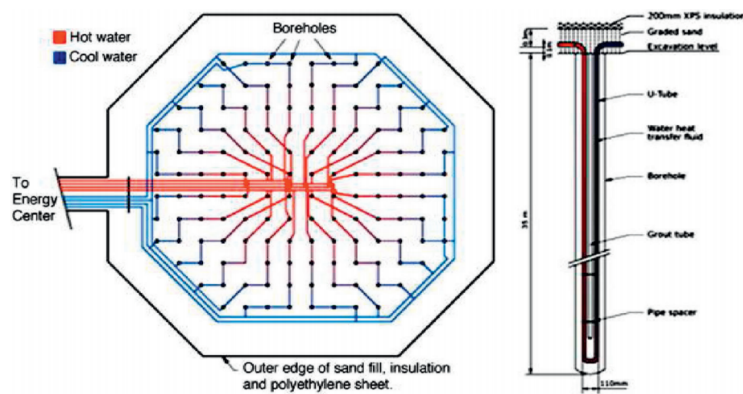 Hot water
Cool water
Boreholes
To
Energy
Center
Outer edge of sand fill, insulation
and polyethylene sheet.
200mm XPS insulation
Graded sand
Excavation level
U-Tube
Water heat
transfer fluid
Borehole
35 m
Grout tube
Pipe spacer
110mm